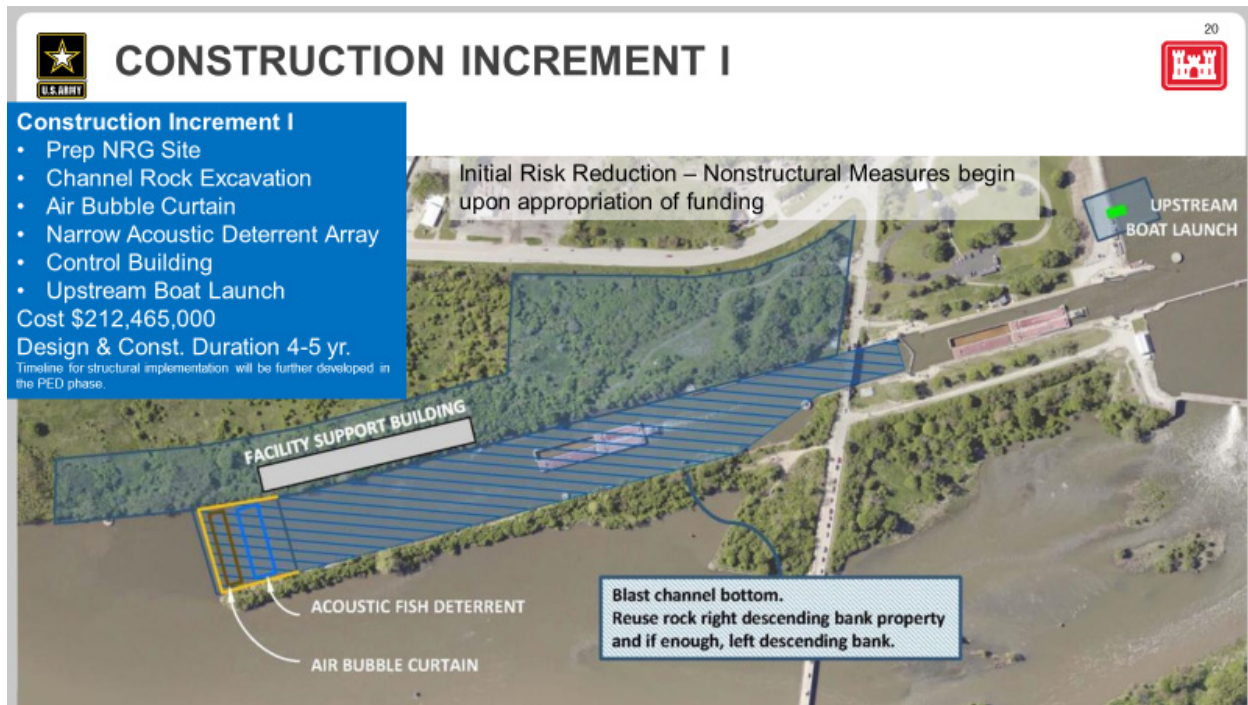 20
CONSTRUCTION INCREMENT I
U.S.ARMY
Construction Increment I
• Prep NRG Site
• Channel Rock Excavation
• Air Bubble Curtain
• Narrow Acoustic Deterrent Array
• Control Building
• Upstream Boat Launch
Cost $212,465,000
Design & Const. Duration 4-5 yr.
Timeline for structural implementation will be further developed in
the PED phase.
Initial Risk Reduction – Nonstructural Measures begin
upon appropriation of funding
UPSTREAM
BOAT LAUNCH
FACILITY SUPPORT BUILDING
ACOUSTIC FISH DETERRENT
AIR BUBBLE CURTAIN
Blast channel bottom.
Reuse rock right descending bank property
and if enough, left descending bank.